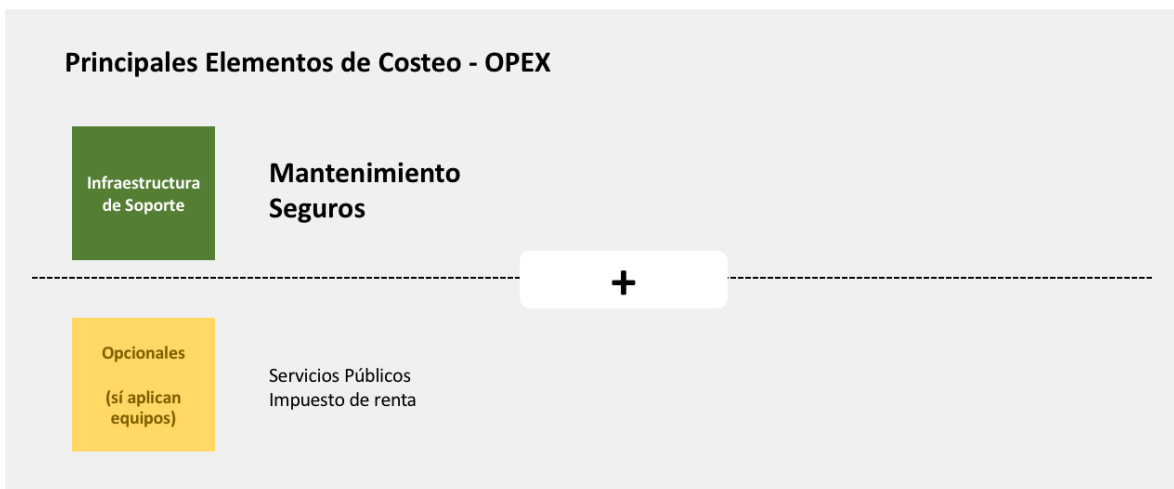 Principales Elementos de Costeo - OPEX
Infraestructura
de Soporte
Mantenimiento
Seguros
+
Opcionales
(sí aplican
equipos)
Servicios Públicos
Impuesto de renta